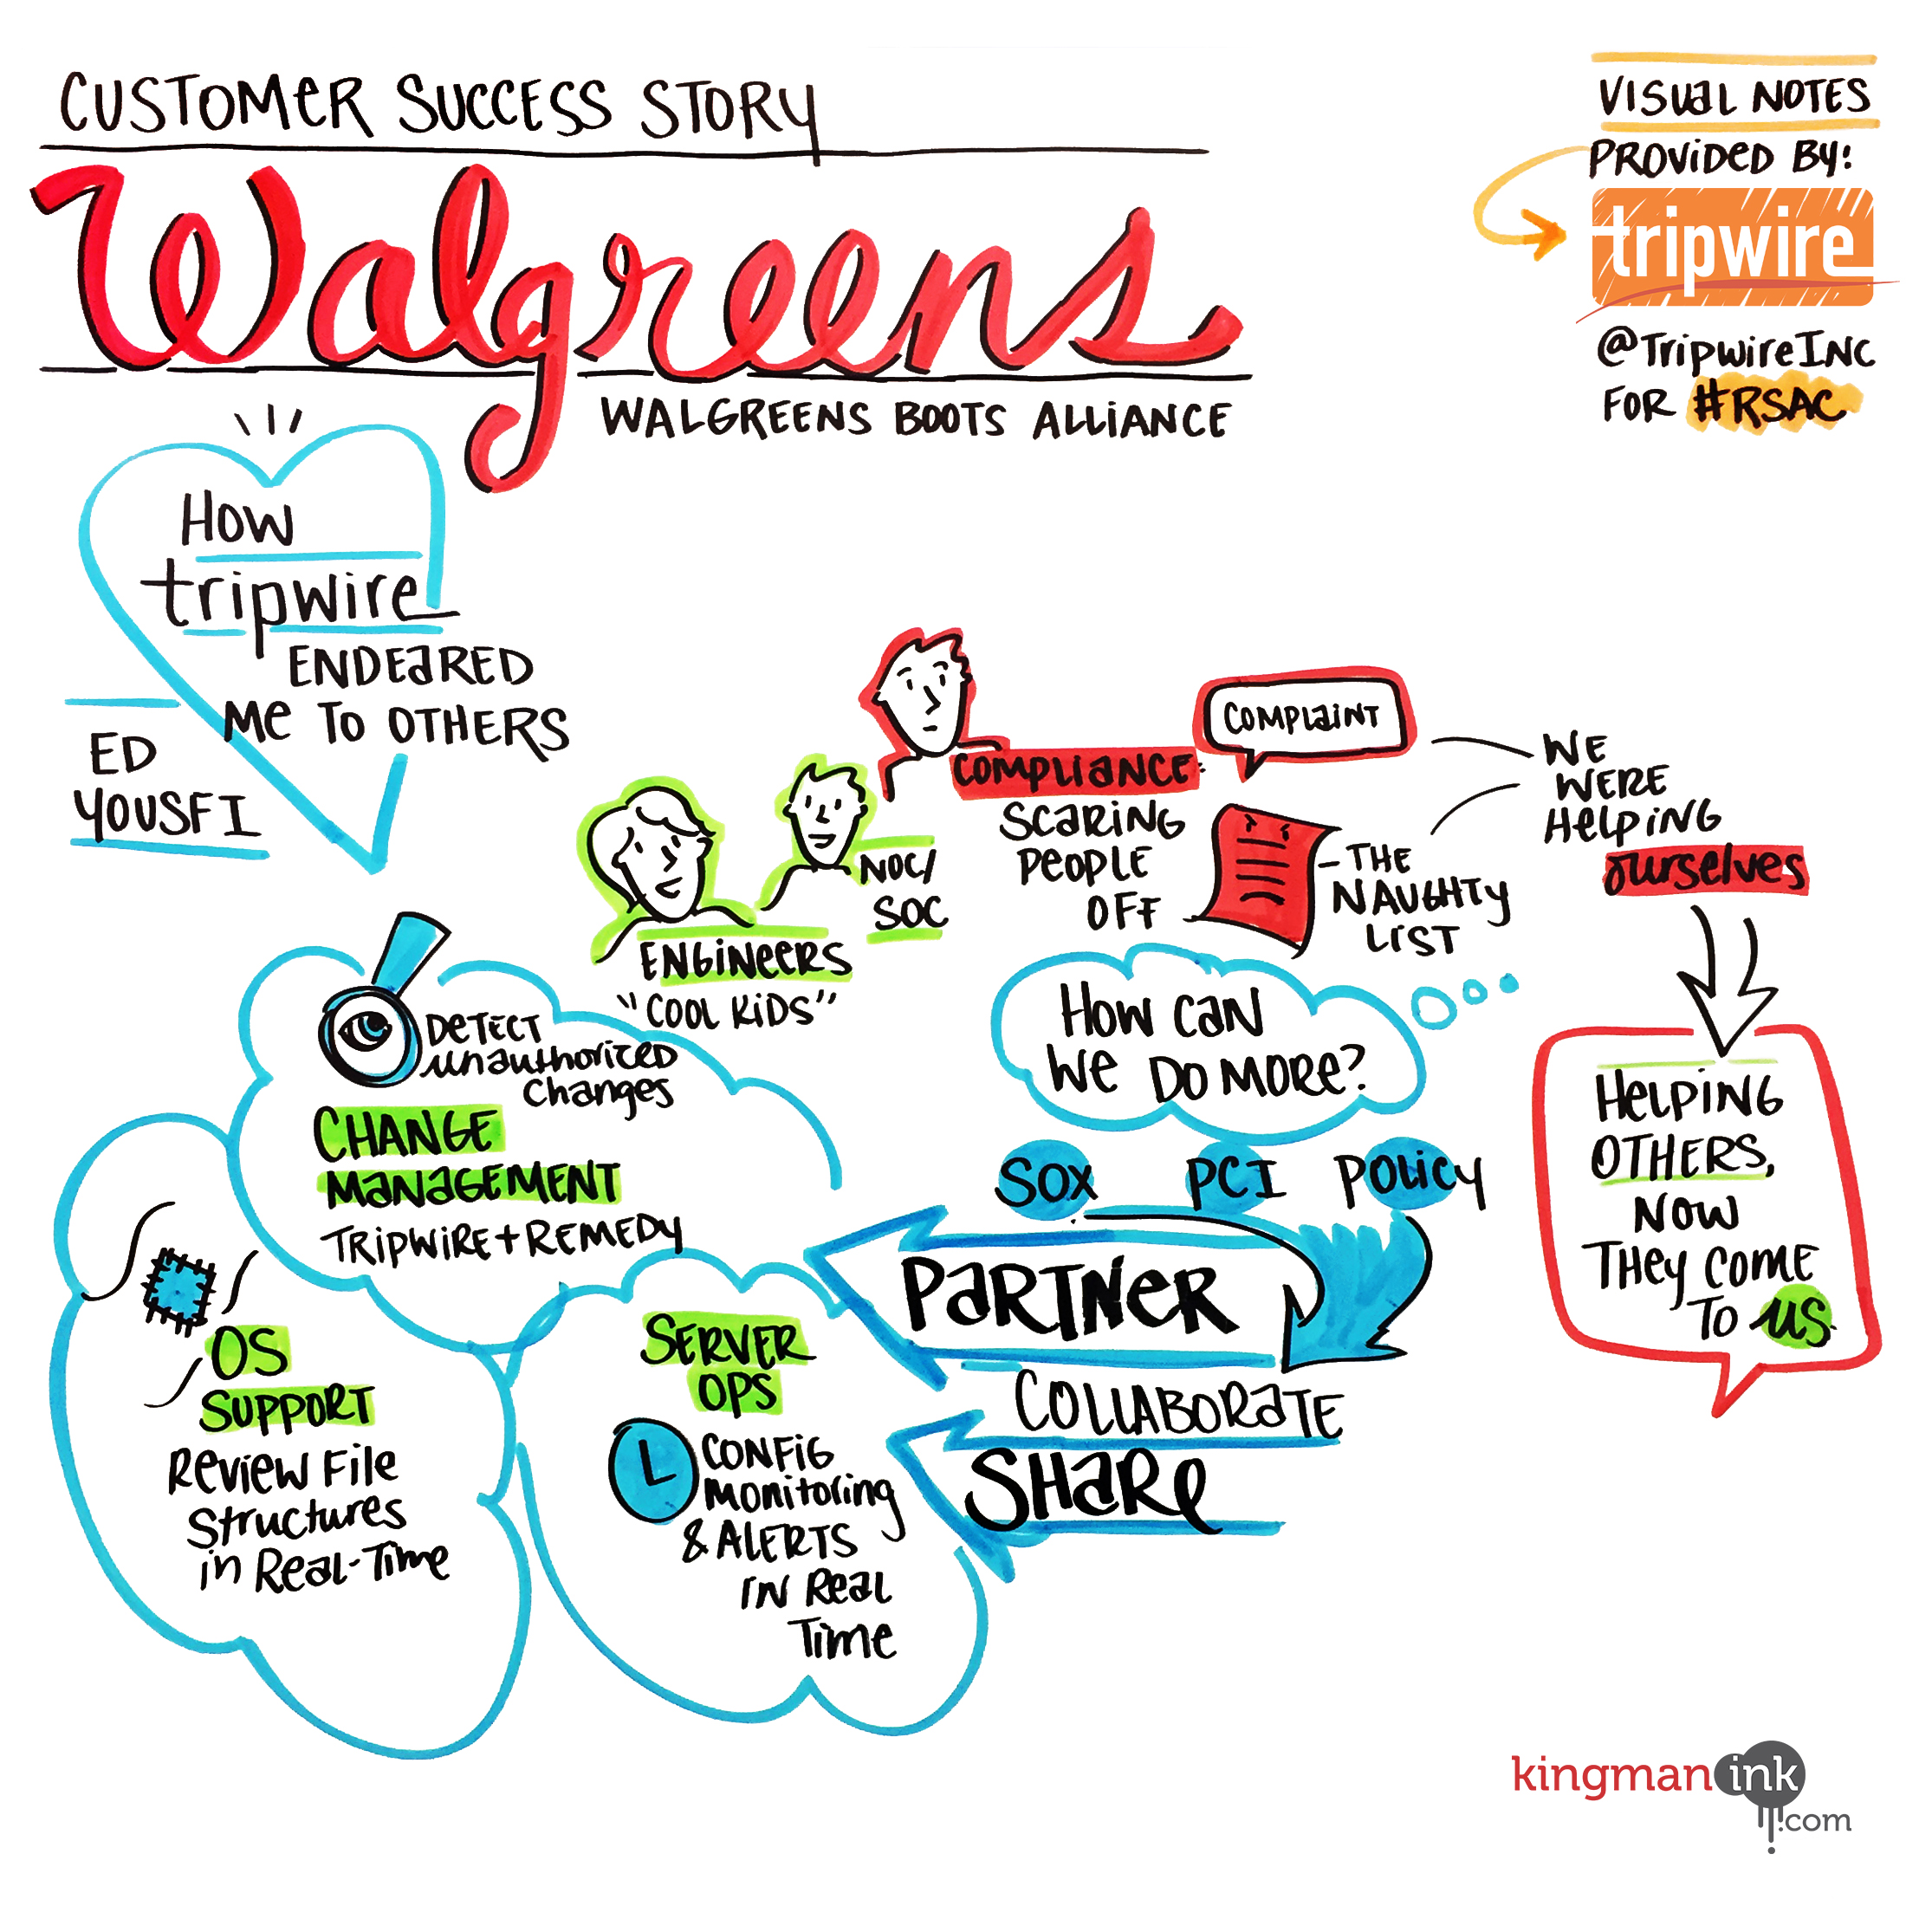 CUSTOMER SUCCESS STORY
Walgreens
WALGREENS BOOTS ALLIANCE
VISUAL NOTES
PROVIDED BY:
tripwire
@TRIPWIREINC
FOR #RSAC
HOW
tripwire
ENDEARED
ME TO OTHERS
ED
YOUSFI
ENGINEERS
"COOL KIDS"
NOC/
SOC
COMPLIANCE:
SCARING
PEOPLE
OFF
COMPLAINT
- THE
NAUGHTY
LIST
WE
WERE
HELPING
OURSELVES
HELPING
OTHERS,
NOW
THEY COME
TO US.
HOW CAN
WE DO MORE?
SOX PCI POLICY
PARTNER
COLLABORATE
SHARE
DETECT
unauthorized
changes
CHANGE
MANAGEMENT
TRIPWIRE + REMEDY
OS
SUPPORT
REVIEW FILE
Structures
in REAL-TIME
SERVER
OPS
CONFIG
monitoring
& ALERTS
IN REAL
TIME
kingman ink
.com